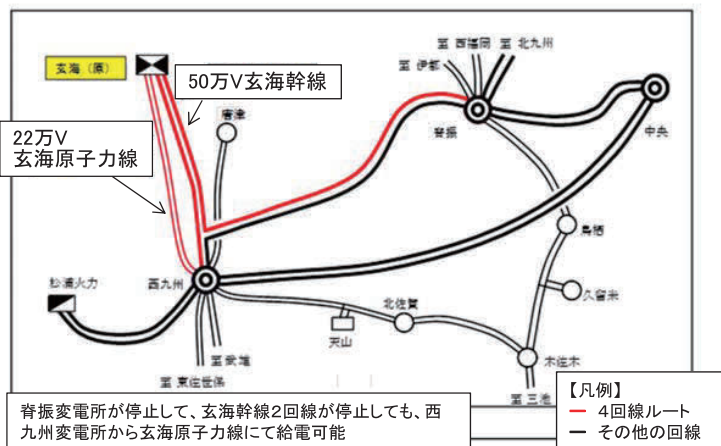 至 西福岡 至 北九州
至 伊都
玄海（原）
50万V玄海幹線
唐津
脊振
中央
22万V
玄海原子力線
鳥栖
松浦火力
西九州
北佐賀
久留米
天山
至 武雄
木佐木
至 東佐世保
至 三池
脊振変電所が停止して、玄海幹線2回線が停止しても、西
九州変電所から玄海原子力線にて給電可能
【凡例】
4回線ルート
その他の回線